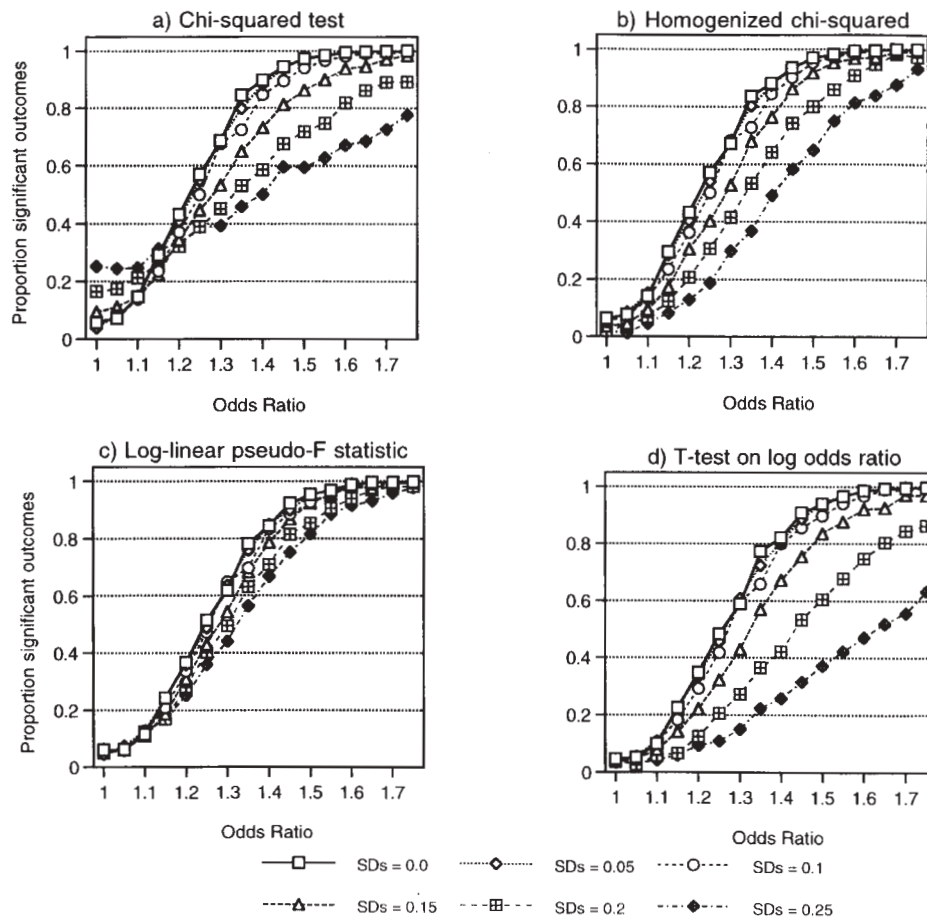 a) Chi-squared test
1
0.8
0.6
0.4
0.2
0
Proportion significant outcomes
1 1.1 1.2 1.3 1.4 1.5 1.6 1.7
Odds Ratio
b) Homogenized chi-squared
1
0.8
0.6
0.4
0.2
0
1 1.1 1.2 1.3 1.4 1.5 1.6 1.7
Odds Ratio
c) Log-linear pseudo-F statistic
1
0.8
0.6
0.4
0.2
0
Proportion significant outcomes
1 1.1 1.2 1.3 1.4 1.5 1.6 1.7
Odds Ratio
d) T-test on log odds ratio
1
0.8
0.6
0.4
0.2
0
1 1.1 1.2 1.3 1.4 1.5 1.6 1.7
Odds Ratio
SDs = 0.0 SDs = 0.05 SDs = 0.1
SDs = 0.15 SDs = 0.2 SDs = 0.25